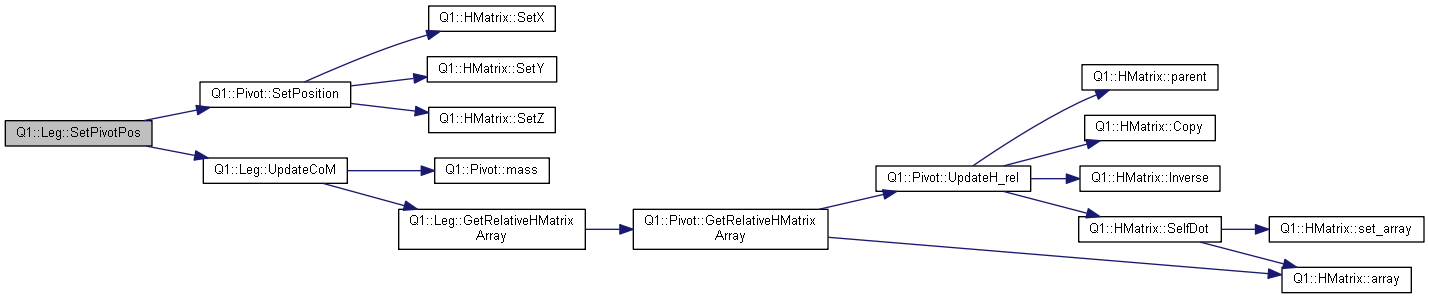 Q1::Leg::SetPivotPos
Q1::Pivot::SetPosition
Q1::HMatrix::SetX
Q1::HMatrix::SetY
Q1::HMatrix::SetZ
Q1::Leg::UpdateCoM
Q1::Pivot::mass
Q1::Leg::GetRelativeHMatrix
Array
Q1::Pivot::GetRelativeHMatrix
Array
Q1::Pivot::UpdateH_rel
Q1::HMatrix::parent
Q1::HMatrix::Copy
Q1::HMatrix::Inverse
Q1::HMatrix::SelfDot
Q1::HMatrix::set_array
Q1::HMatrix::array